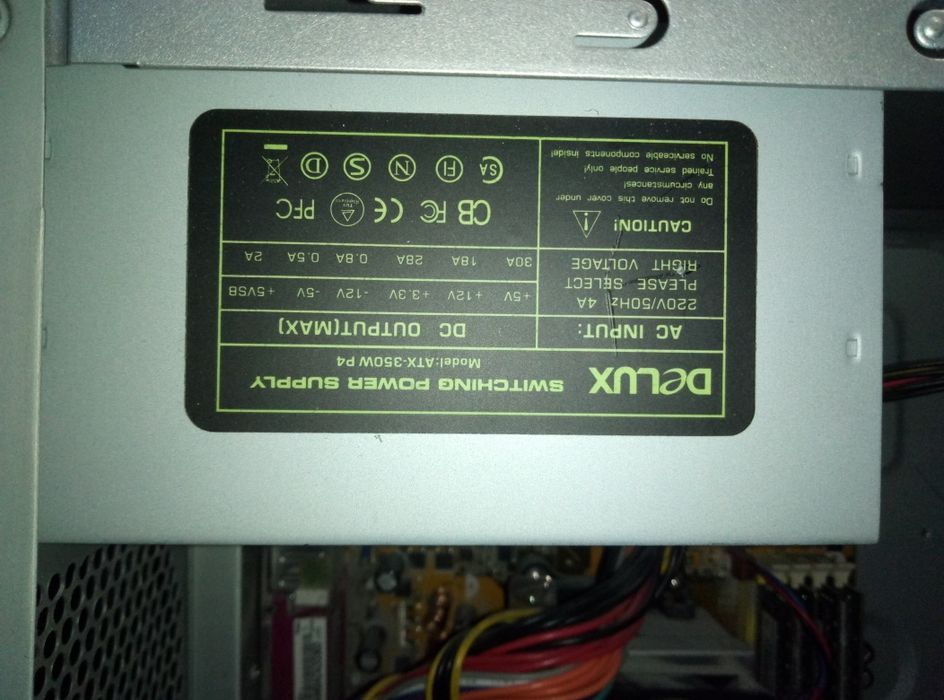 DeLUX SWITCHING POWER SUPPLY
Model:ATX-350W P4
AC INPUT:
220V/50Hz 4A
PLEASE SELECT
RIGHT VOLTAGE
DC OUTPUT(MAX)
+5V +12V +3.3V -12V -5V +5VSB
30A 18A 28A 0.8A 0.5A 2A
CAUTION!
Do not remove this cover under
any circumstances!
Trained service people only!
No serviceable components inside!
CB FC CE PFC
SA FI N S D